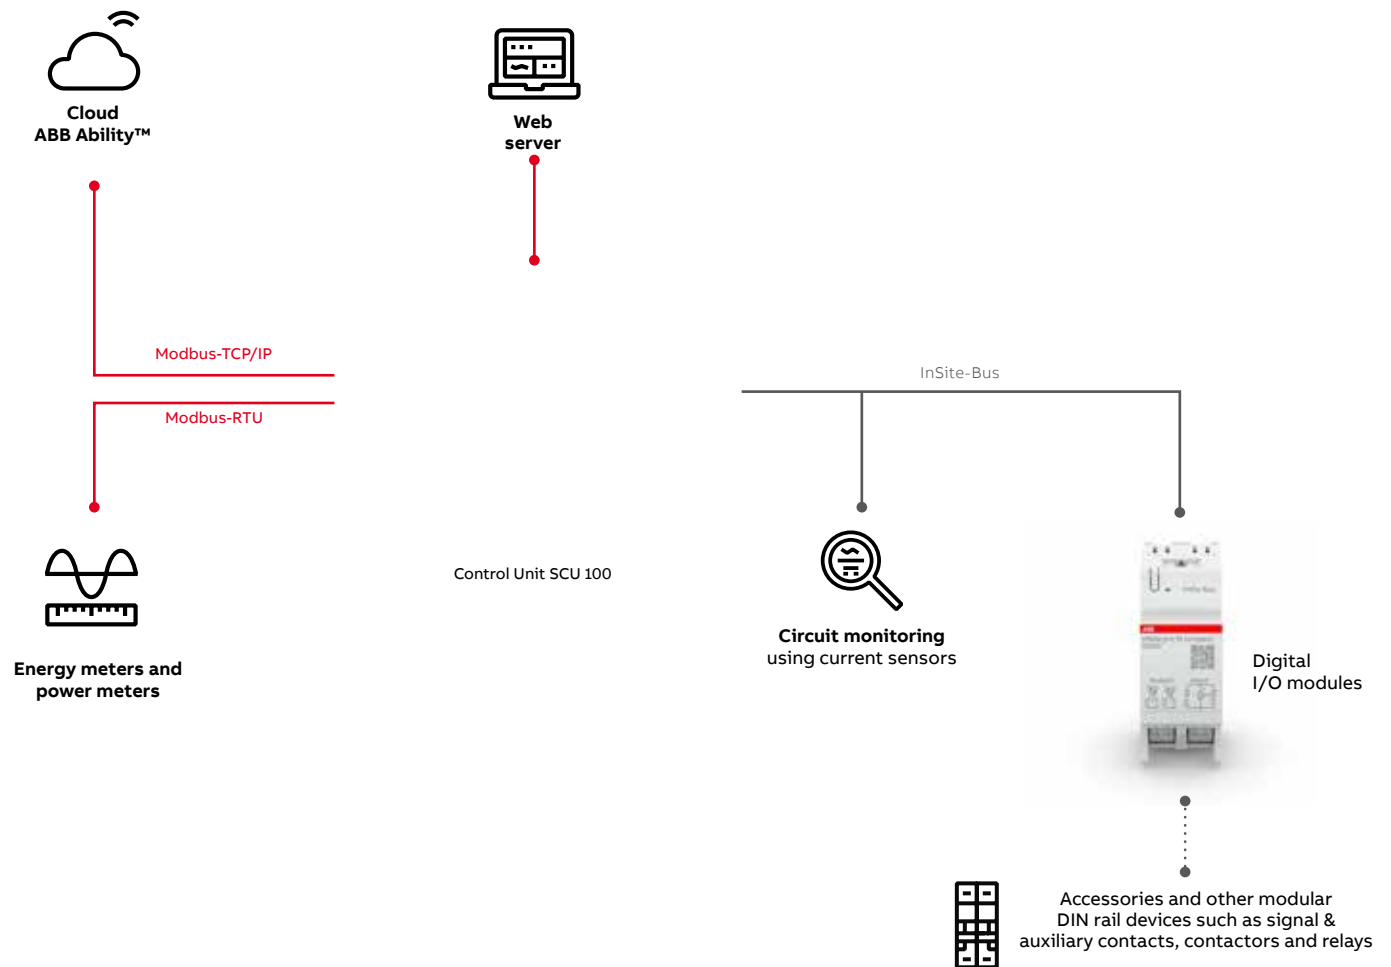 Cloud
ABB Ability™
Web
server
Modbus-TCP/IP
Modbus-RTU
InSite-Bus
Energy meters and
power meters
Control Unit SCU 100
Circuit monitoring
using current sensors
Digital
I/O modules
Accessories and other modular
DIN rail devices such as signal &
auxiliary contacts, contactors and relays